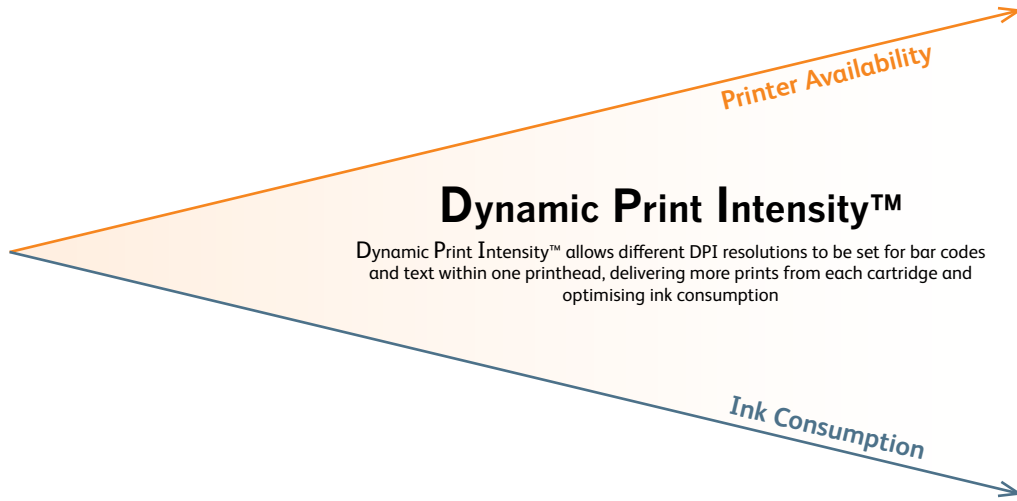 Printer Availability
Dynamic Print Intensity™
Dynamic Print Intensity™ allows different DPI resolutions to be set for bar codes
and text within one printhead, delivering more prints from each cartridge and
optimising ink consumption
Ink Consumption